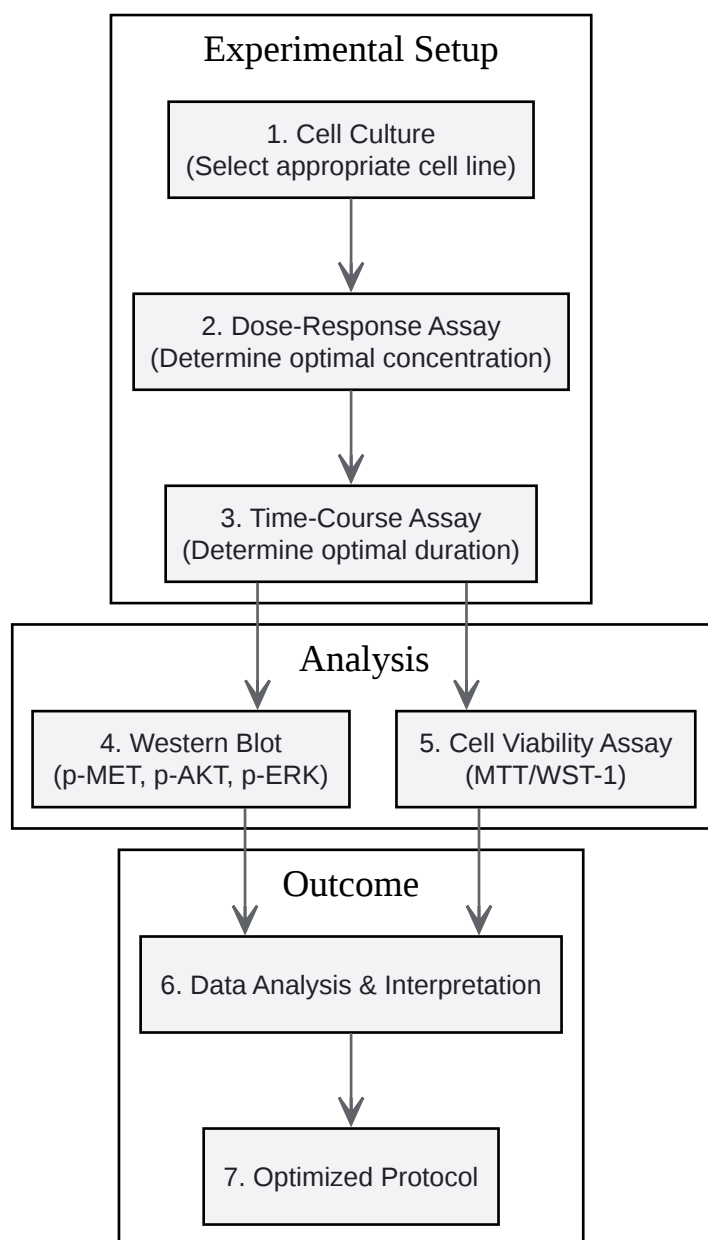 Experimental Setup
1. Cell Culture
(Select appropriate cell line)
2. Dose-Response Assay
(Determine optimal concentration)
3. Time-Course Assay
(Determine optimal duration)
Analysis
4. Western Blot
(p-MET, p-AKT, p-ERK)
5. Cell Viability Assay
(MTT/WST-1)
Outcome
6. Data Analysis & Interpretation
7. Optimized Protocol